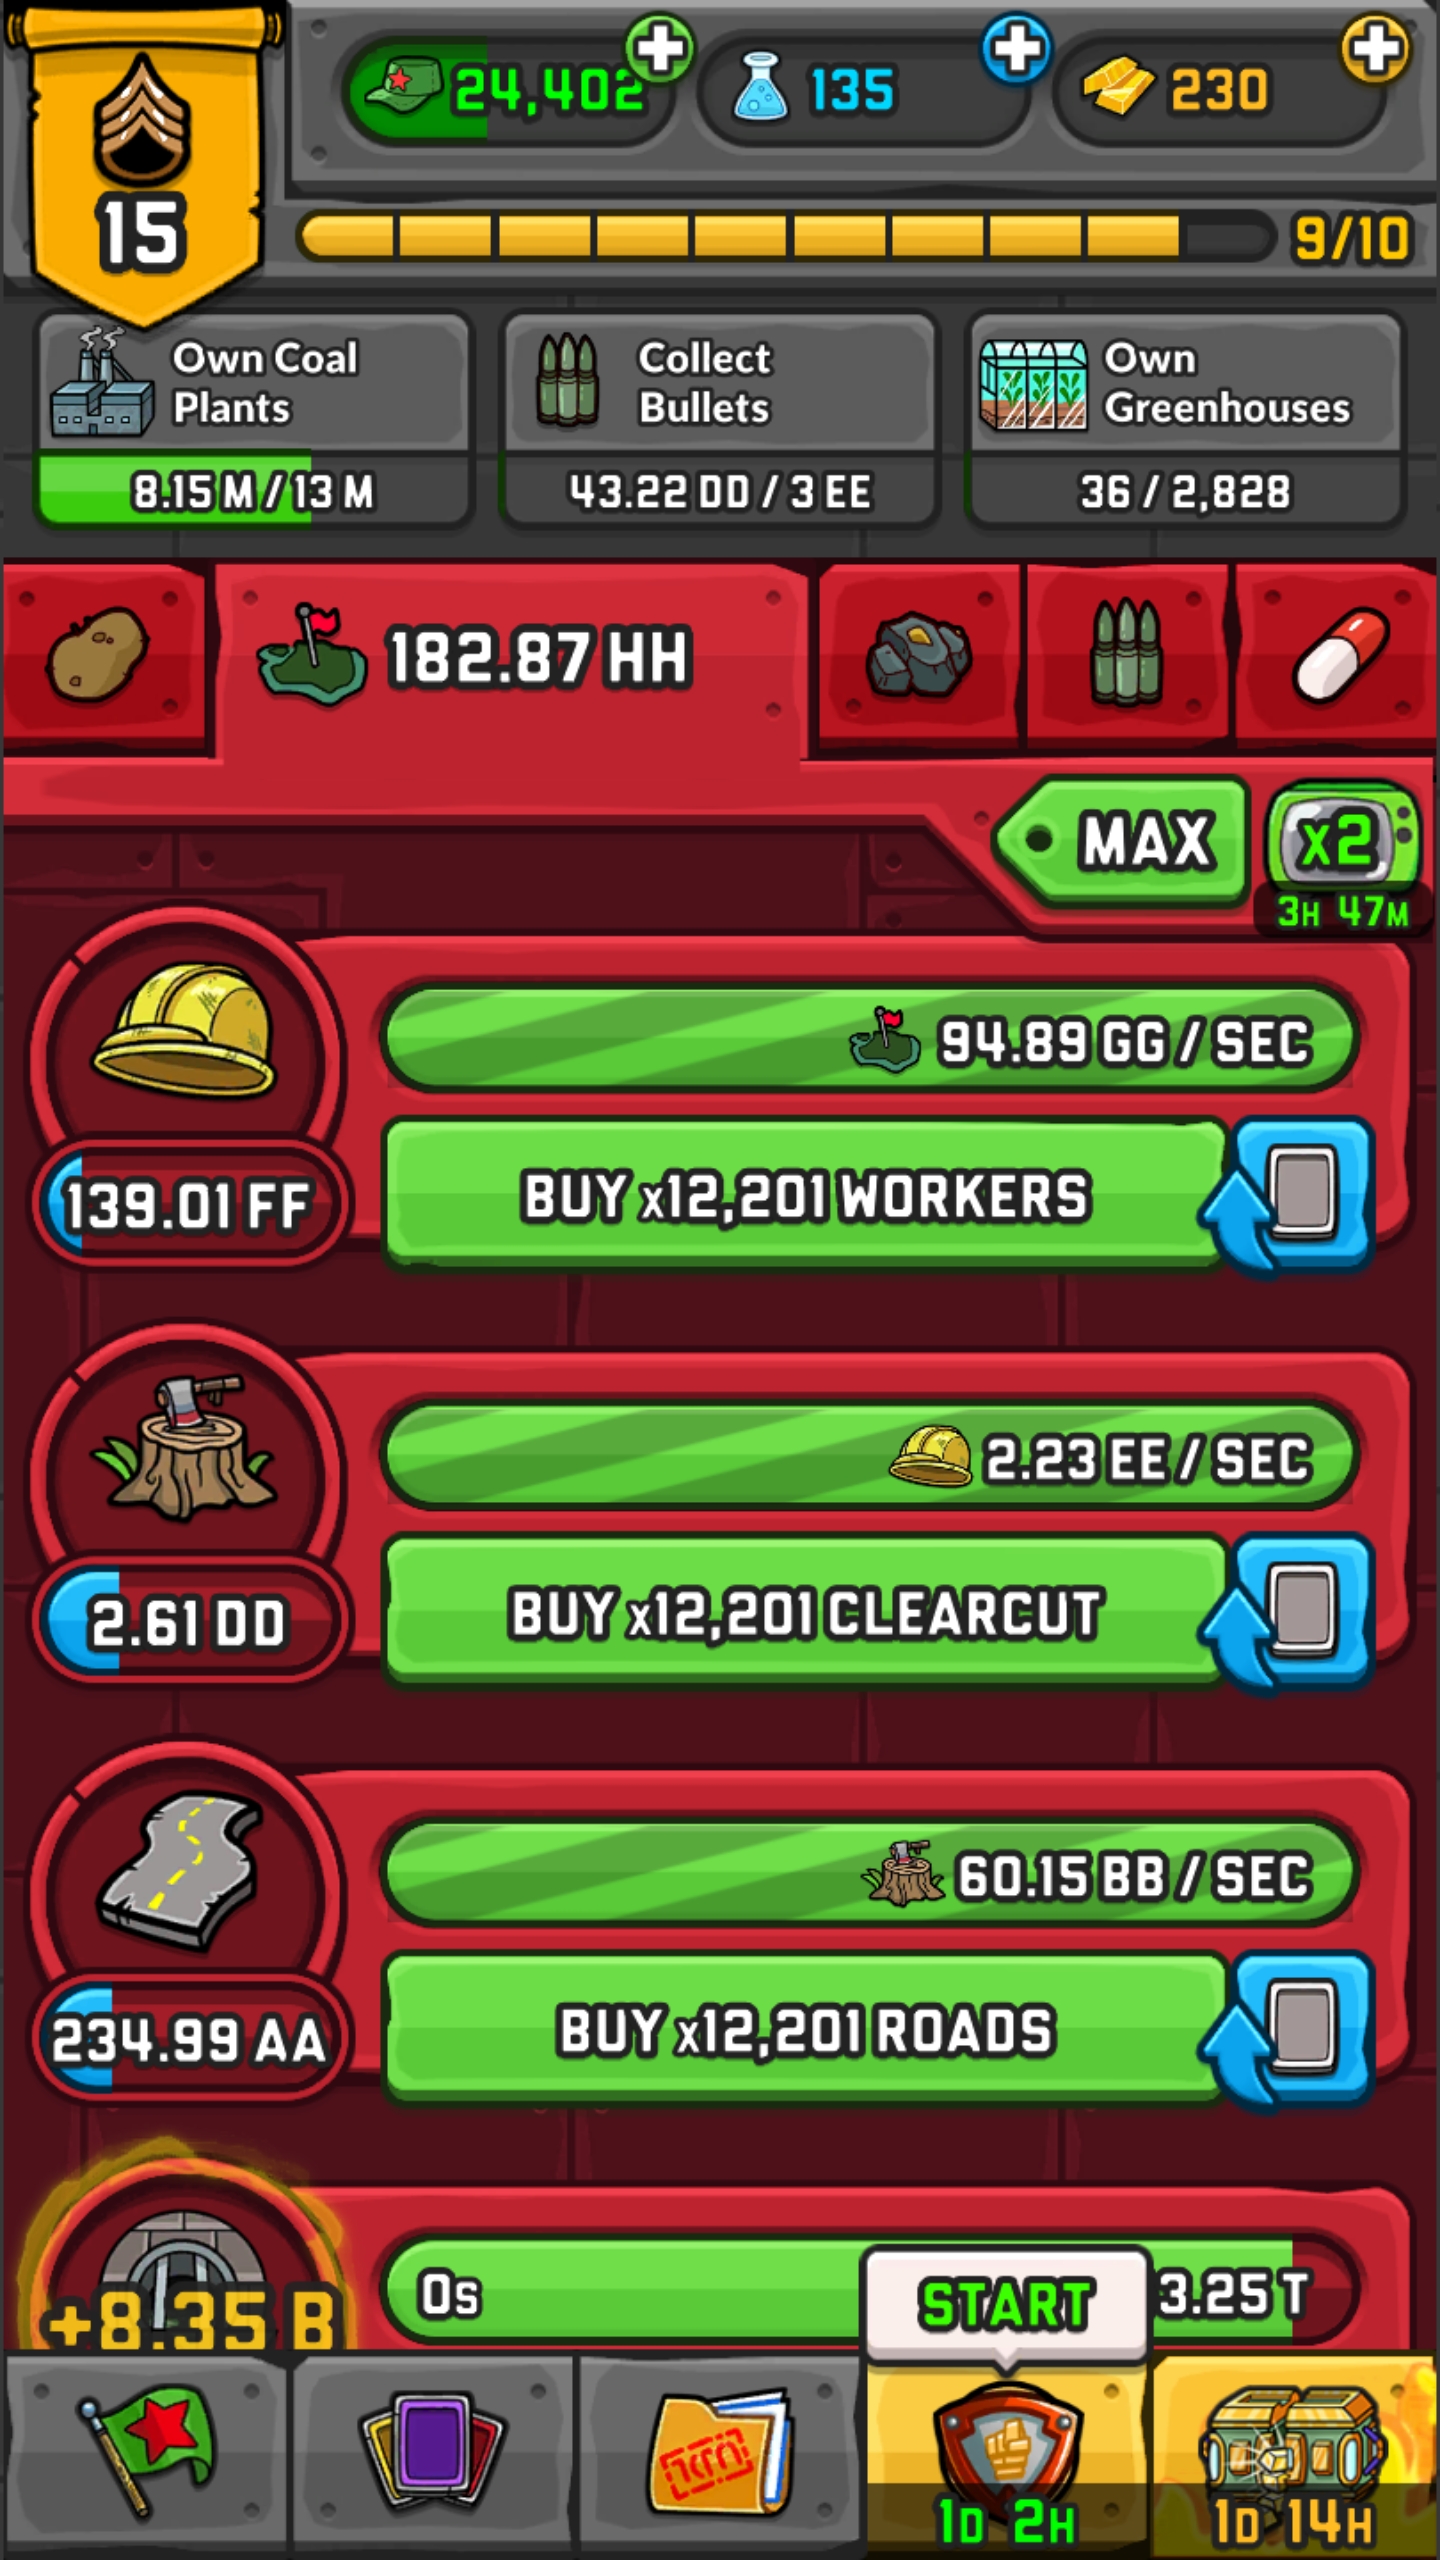 24,402
135
230
15
9/10
Own Coal
Plants
8.15 M / 13 M
Collect
Bullets
43.22 DD / 3 EE
Own
Greenhouses
36 / 2,828
182.87 HH
MAX
x2
3H 47M
94.89 GG / SEC
139.01 FF
BUY x12,201 WORKERS
2.23 EE / SEC
2.61 DD
BUY x12,201 CLEARCUT
60.15 BB / SEC
234.99 AA
BUY x12,201 ROADS
0s
3.25 T
+8.35 B
START
1D 2H
1D 14H